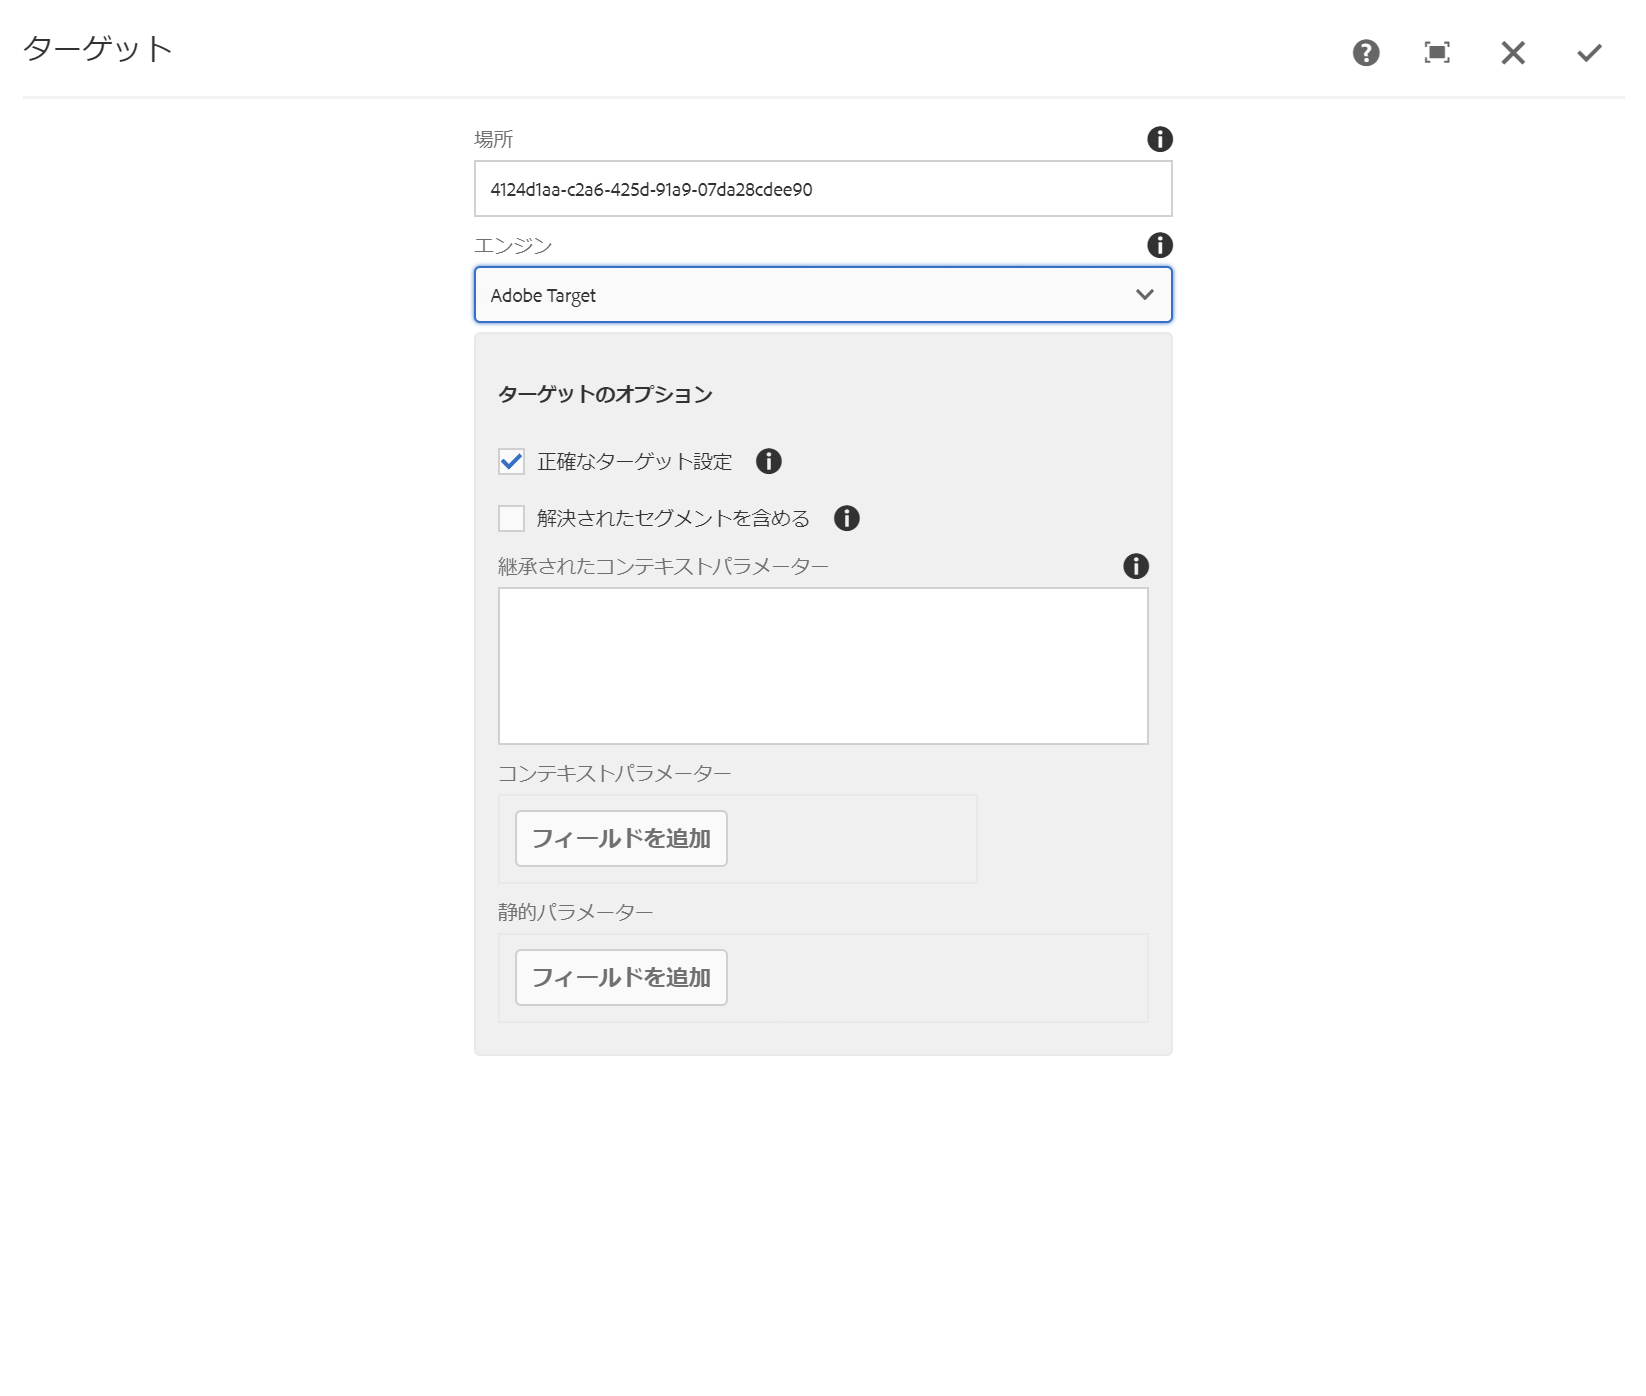 ターゲット
場所
4124d1aa-c2a6-425d-91a9-07da28cdee90
エンジン
Adobe Target
ターゲットのオプション
正確なターゲット設定
解決されたセグメントを含める
継承されたコンテキストパラメーター
コンテキストパラメーター
フィールドを追加
静的パラメーター
フィールドを追加